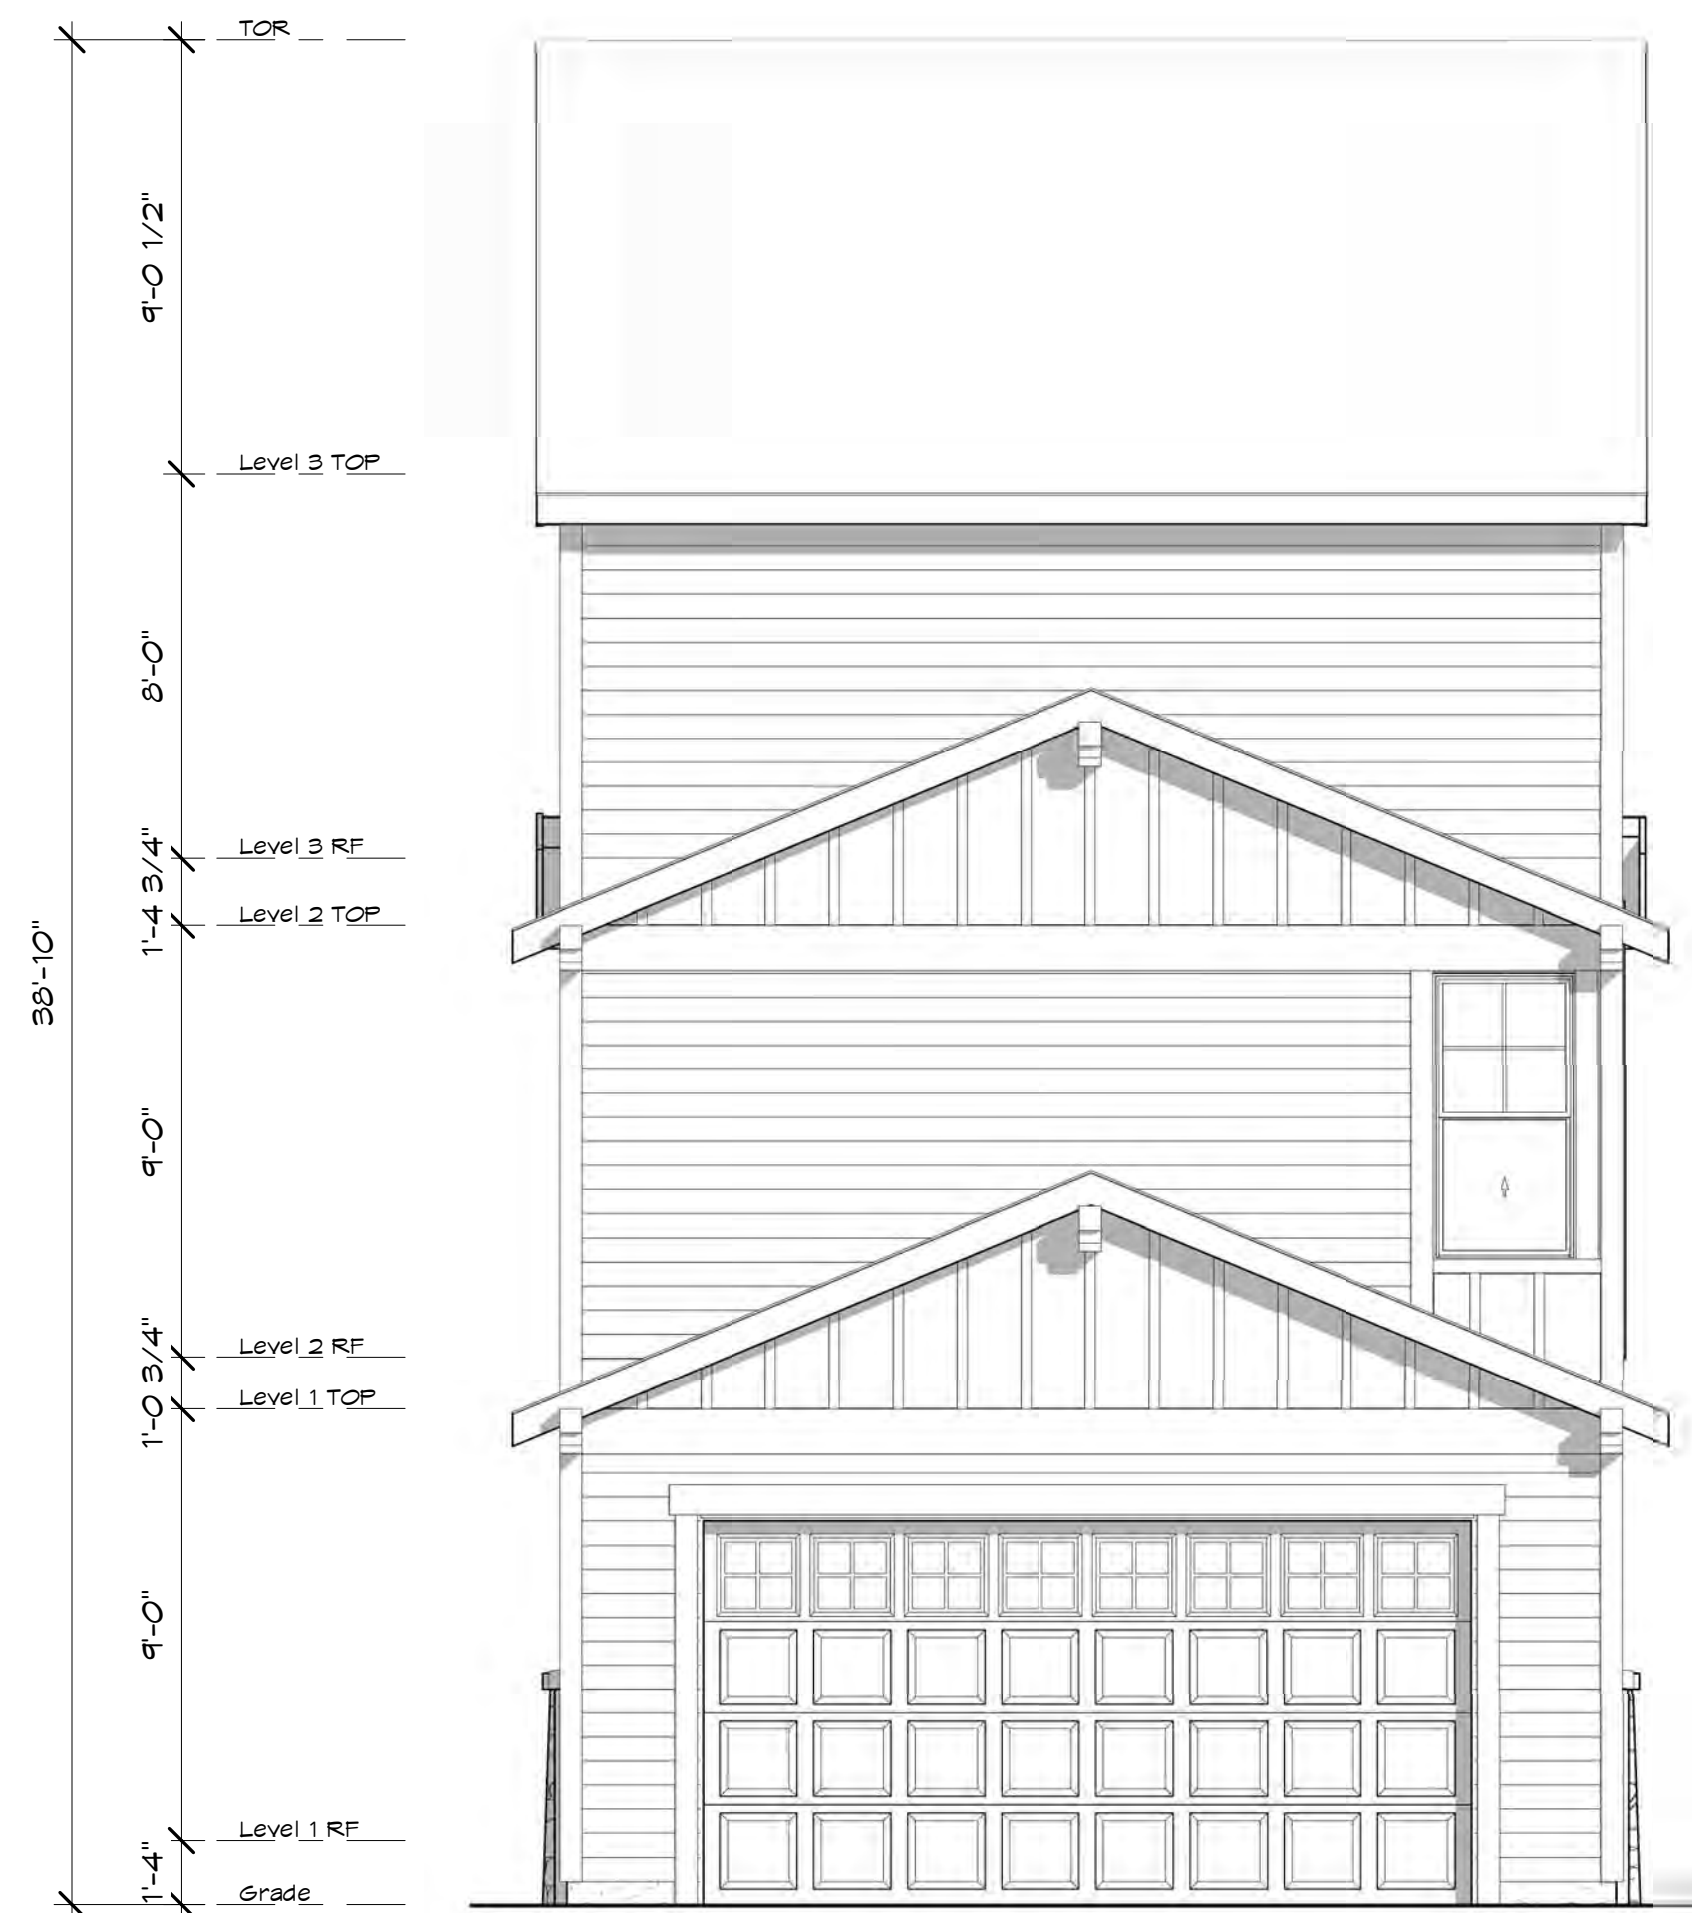 TOR
9'-0 1/2"
Level 3 TOP
8'-0"
Level 3 RF
1'-4 3/4"
Level 2 TOP
38'-10"
9'-0"
Level 2 RF
1'-0 3/4"
Level 1 TOP
9'-0"
Level 1 RF
1'-4"
Grade